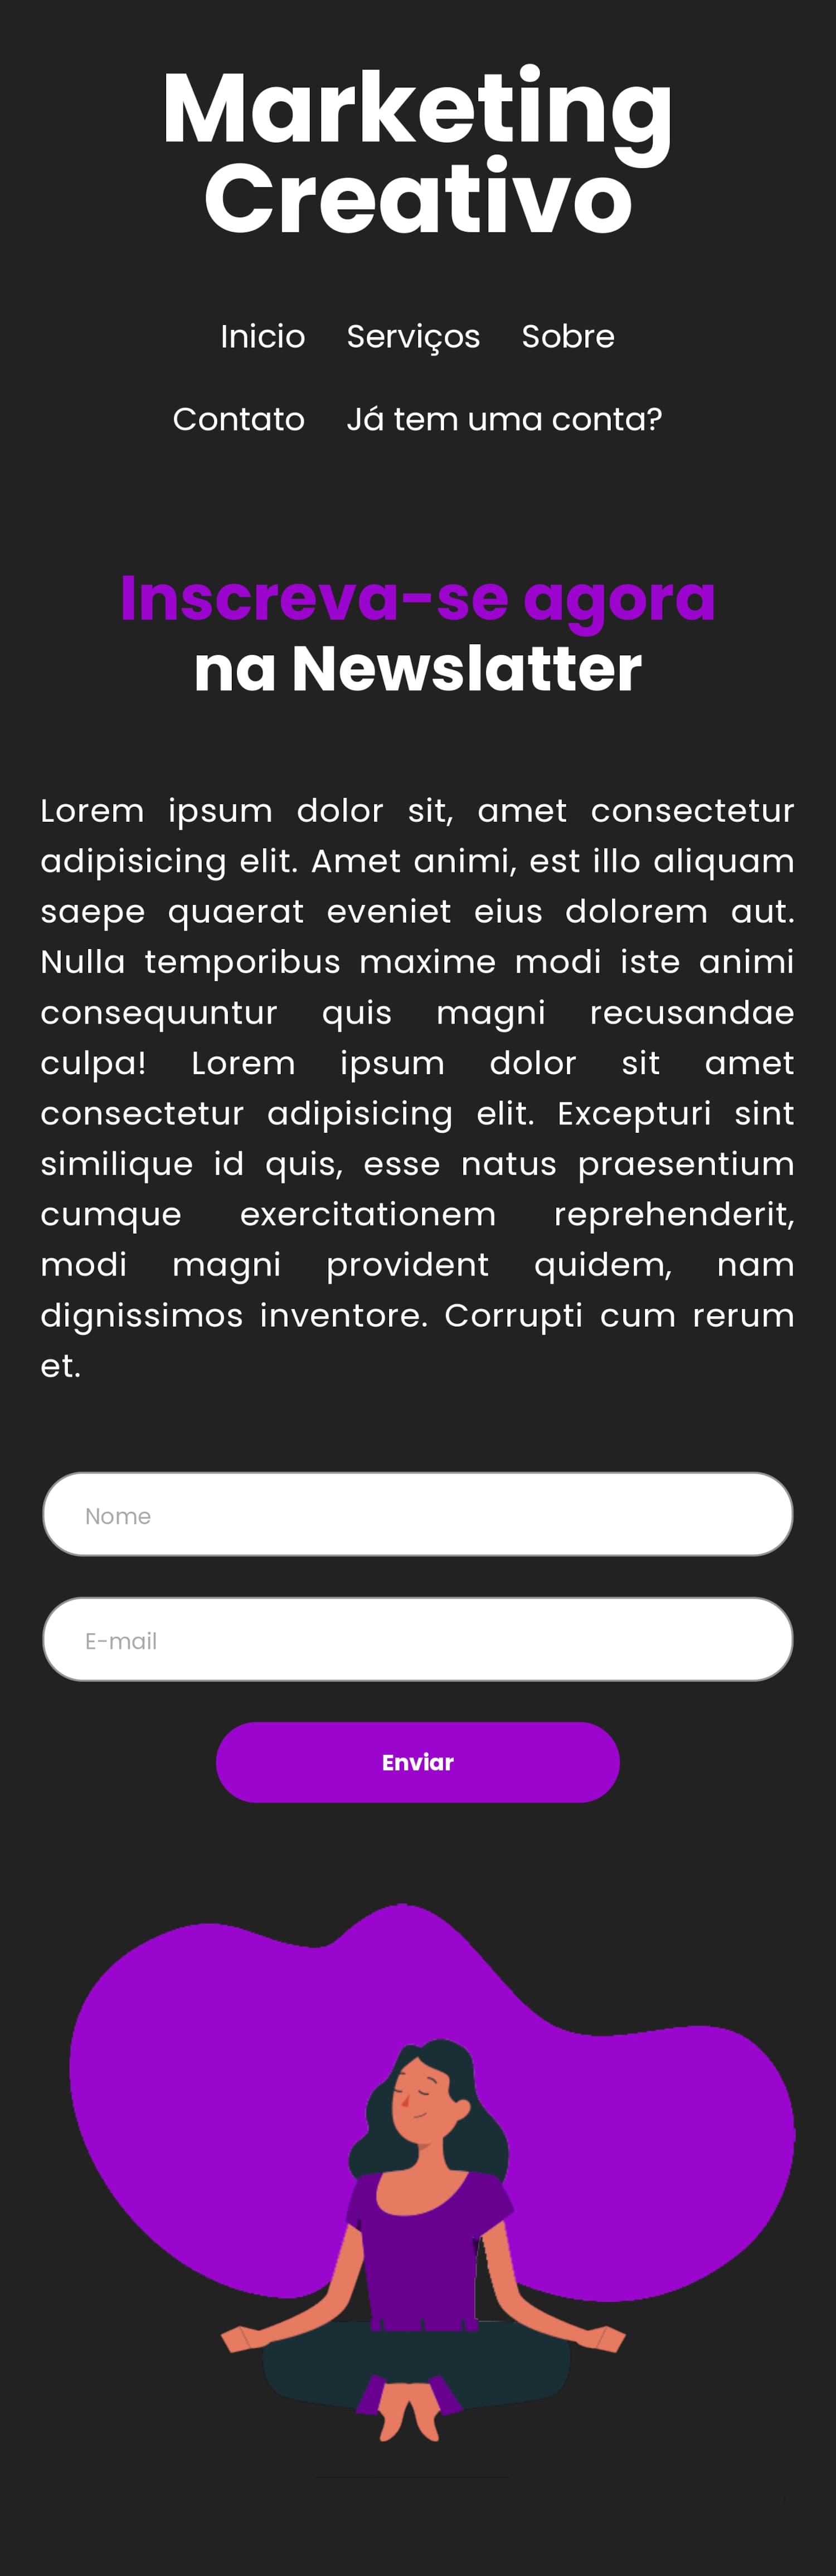 Marketing
Creativo
Inicio Serviços Sobre
Contato Já tem uma conta?
Inscreva-se agora
na Newslatter
Lorem ipsum dolor sit, amet consectetur
adipisicing elit. Amet animi, est illo aliquam
saepe quaerat eveniet eius dolorem aut.
Nulla temporibus maxime modi iste animi
consequuntur quis magni recusandae
culpa! Lorem ipsum dolor sit amet
consectetur adipisicing elit. Excepturi sint
similique id quis, esse natus praesentium
cumque exercitationem reprehenderit,
modi magni provident quidem, nam
dignissimos inventore. Corrupti cum rerum
et.
Nome
E-mail
Enviar